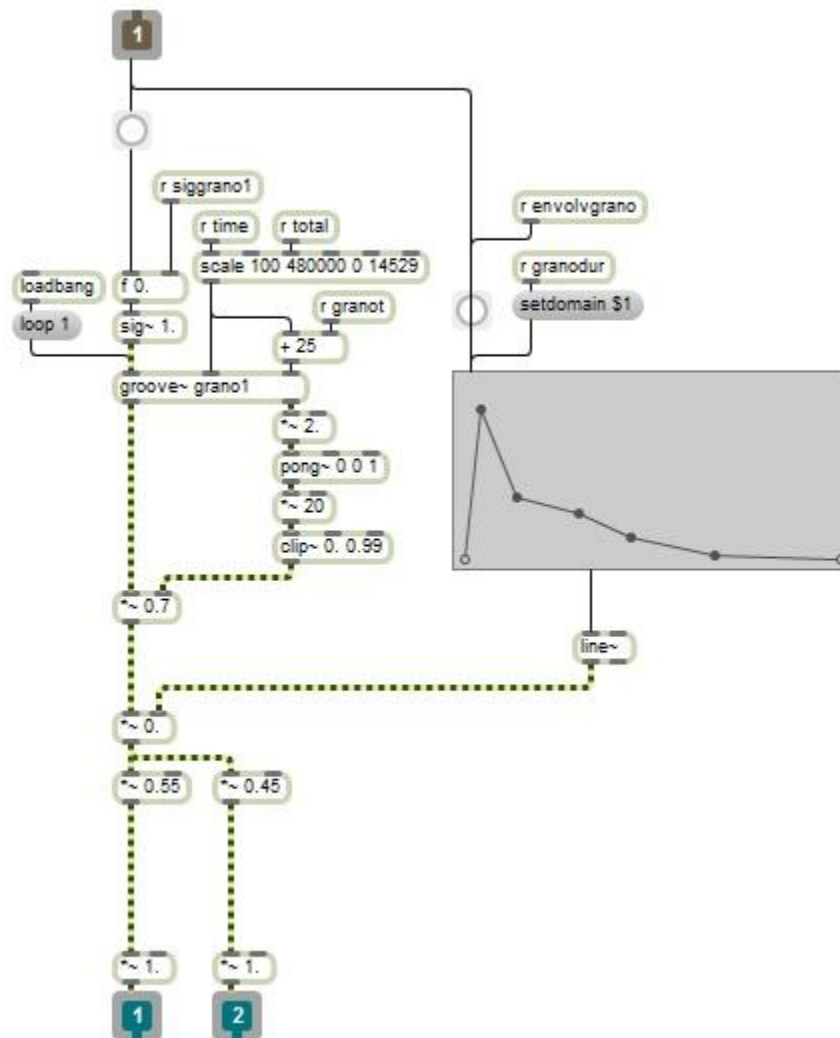 1
r siggrano1
r envolvgrano
r time
r total
r granodur
scale 100 480000 0 14529
loadbang
f 0.
setdomain $1
r granot
loop 1
sig~ 1.
+ 25
groove~ grano1
*~ 2.
pong~ 0 0 1
*~ 20
clip~ 0. 0.99
*~ 0.7
line~
*~ 0.
*~ 0.55
*~ 0.45
*~ 1.
*~ 1.
1
2